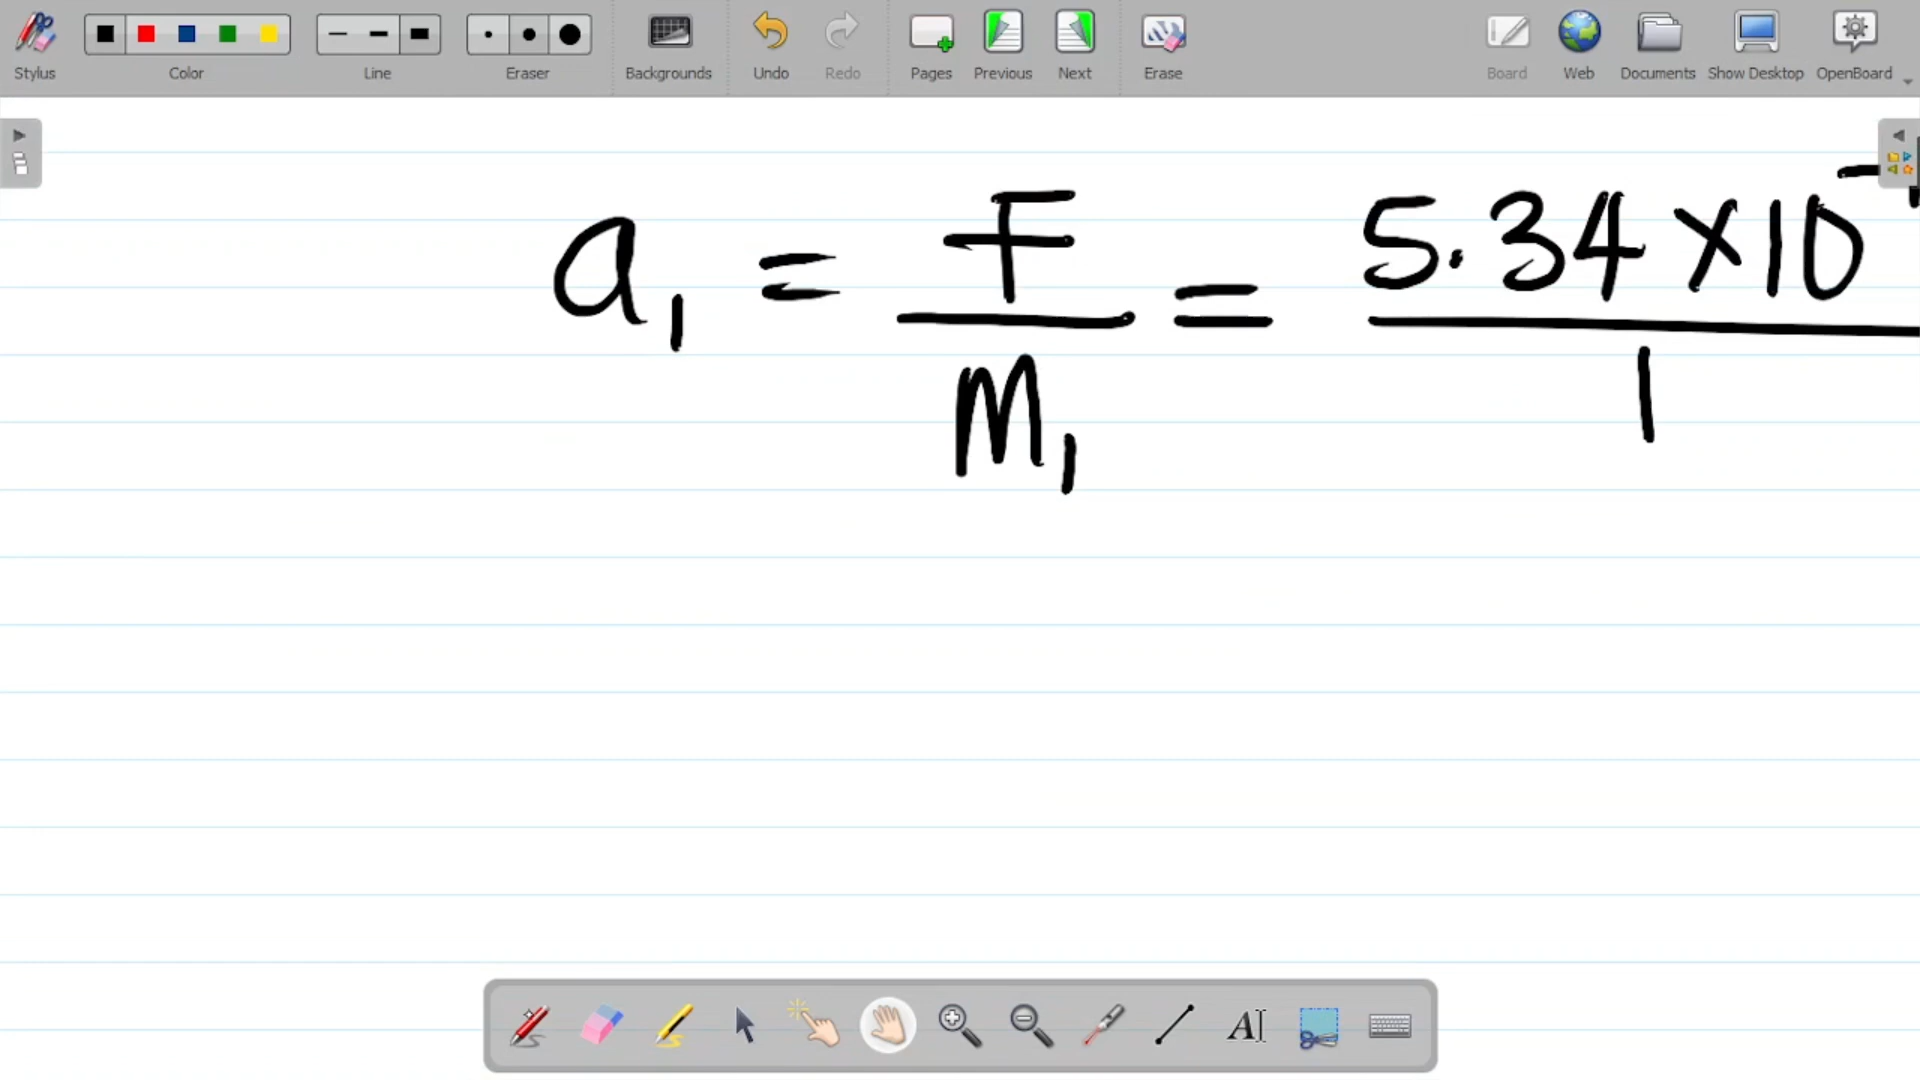 Stylus Color Line Eraser Backgrounds Undo Redo Pages Previous Next Erase Board Web Documents Show Desktop OpenBoard
a₁ = F/M₁ = 5.34 × 10⁻/1